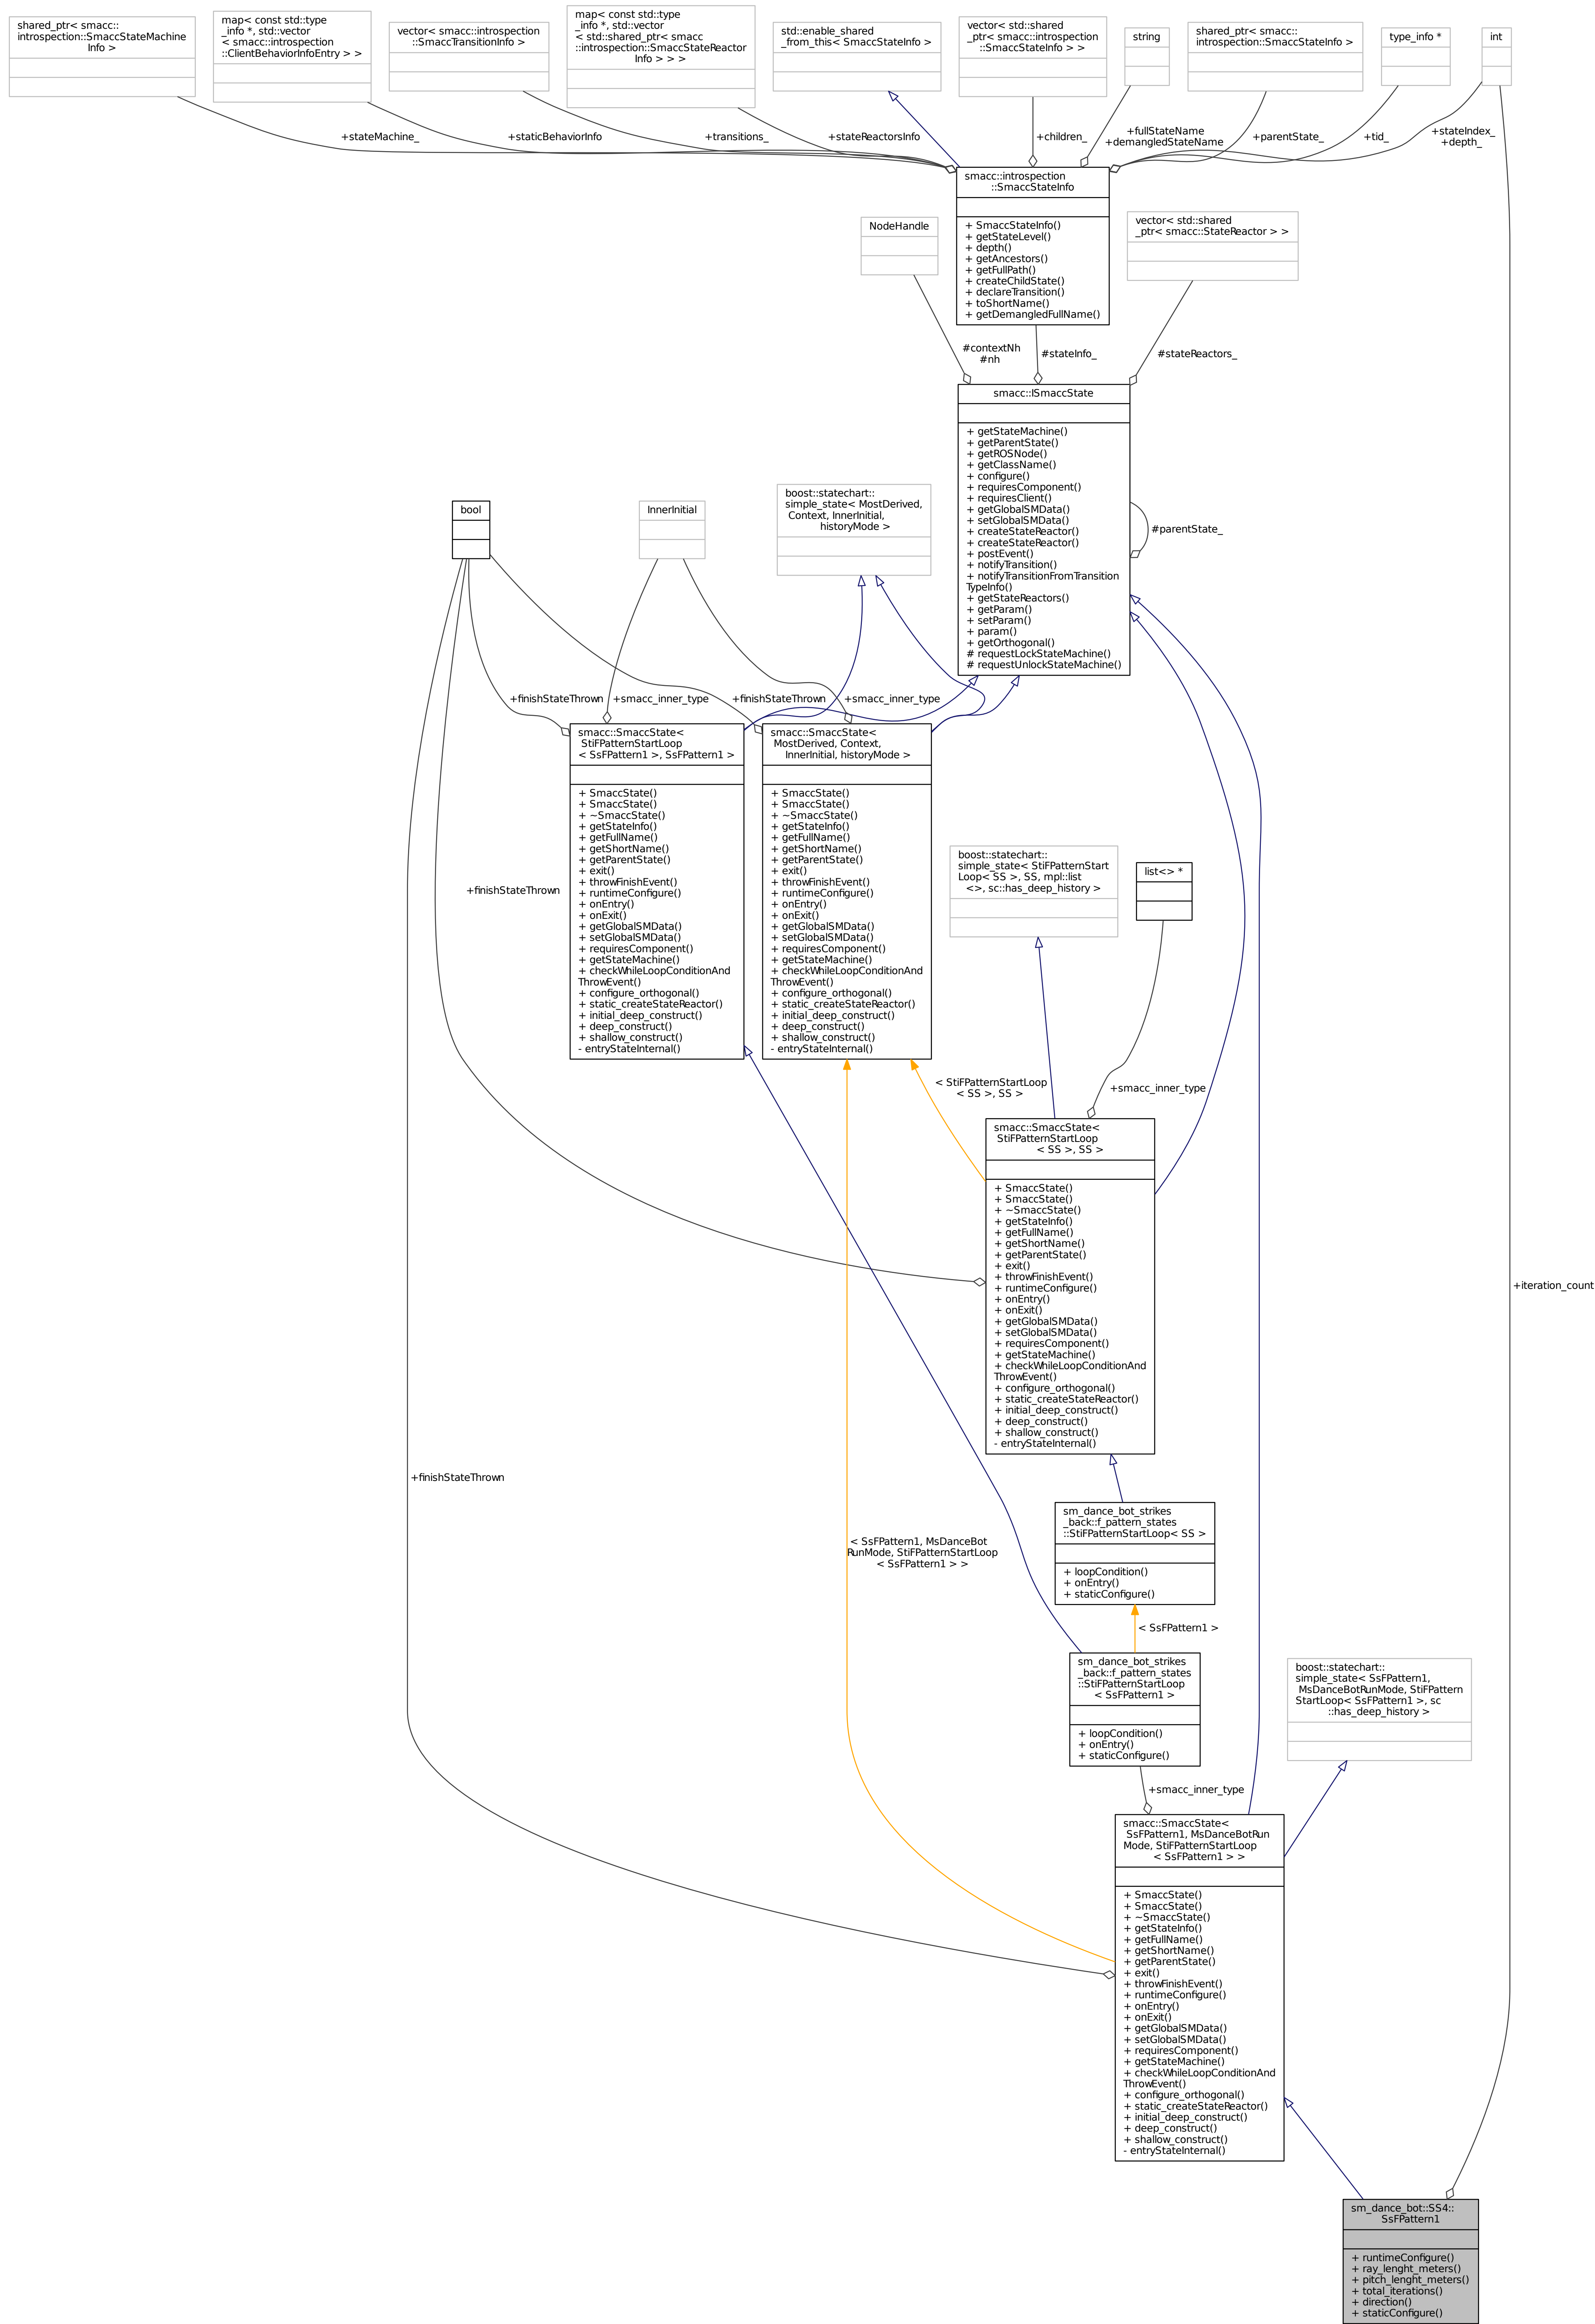 shared_ptr< smacc::
introspection::SmaccStateMachine
Info >
map< const std::type
_info *, std::vector
< smacc::introspection
::ClientBehaviorInfoEntry > >
vector< smacc::introspection
::SmaccTransitionInfo >
map< const std::type
_info *, std::vector
< std::shared_ptr< smacc
::introspection::SmaccStateReactor
Info > > >
std::enable_shared
_from_this< SmaccStateInfo >
vector< std::shared
_ptr< smacc::introspection
::SmaccStateInfo > >
string
shared_ptr< smacc::
introspection::SmaccStateInfo >
type_info *
int
+stateMachine_
+staticBehaviorInfo
+transitions_
+stateReactorsInfo
+children_
+fullStateName
+demangledStateName
+parentState_
+tid_
+stateIndex_
+depth_
smacc::introspection
::SmaccStateInfo
+ SmaccStateInfo()
+ getStateLevel()
+ depth()
+ getAncestors()
+ getFullPath()
+ createChildState()
+ declareTransition()
+ toShortName()
+ getDemangledFullName()
NodeHandle
vector< std::shared
_ptr< smacc::StateReactor > >
#contextNh
#nh
#stateInfo_
#stateReactors_
smacc::ISmaccState
+ getStateMachine()
+ getParentState()
+ getROSNode()
+ getClassName()
+ configure()
+ requiresComponent()
+ requiresClient()
+ getGlobalSMData()
+ setGlobalSMData()
+ createStateReactor()
+ createStateReactor()
+ postEvent()
+ notifyTransition()
+ notifyTransitionFromTransition
TypeInfo()
+ getStateReactors()
+ getParam()
+ setParam()
+ param()
+ getOrthogonal()
# requestLockStateMachine()
# requestUnlockStateMachine()
#parentState_
bool
InnerInitial
boost::statechart::
simple_state< MostDerived,
Context, InnerInitial,
historyMode >
+finishStateThrown
+smacc_inner_type
+finishStateThrown
+smacc_inner_type
smacc::SmaccState<
StiFPatternStartLoop
< SsFPattern1 >, SsFPattern1 >
+ SmaccState()
+ SmaccState()
+ ~SmaccState()
+ getStateInfo()
+ getFullName()
+ getShortName()
+ getParentState()
+ exit()
+ throwFinishEvent()
+ runtimeConfigure()
+ onEntry()
+ onExit()
+ getGlobalSMData()
+ setGlobalSMData()
+ requiresComponent()
+ getStateMachine()
+ checkWhileLoopConditionAnd
ThrowEvent()
+ configure_orthogonal()
+ static_createStateReactor()
+ initial_deep_construct()
+ deep_construct()
+ shallow_construct()
- entryStateInternal()
smacc::SmaccState<
MostDerived, Context,
InnerInitial, historyMode >
+ SmaccState()
+ SmaccState()
+ ~SmaccState()
+ getStateInfo()
+ getFullName()
+ getShortName()
+ getParentState()
+ exit()
+ throwFinishEvent()
+ runtimeConfigure()
+ onEntry()
+ onExit()
+ getGlobalSMData()
+ setGlobalSMData()
+ requiresComponent()
+ getStateMachine()
+ checkWhileLoopConditionAnd
ThrowEvent()
+ configure_orthogonal()
+ static_createStateReactor()
+ initial_deep_construct()
+ deep_construct()
+ shallow_construct()
- entryStateInternal()
+finishStateThrown
boost::statechart::
simple_state< StiFPatternStart
Loop< SS >, SS, mpl::list
<>, sc::has_deep_history >
list<> *
< StiFPatternStartLoop
< SS >, SS >
+smacc_inner_type
smacc::SmaccState<
StiFPatternStartLoop
< SS >, SS >
+ SmaccState()
+ SmaccState()
+ ~SmaccState()
+ getStateInfo()
+ getFullName()
+ getShortName()
+ getParentState()
+ exit()
+ throwFinishEvent()
+ runtimeConfigure()
+ onEntry()
+ onExit()
+ getGlobalSMData()
+ setGlobalSMData()
+ requiresComponent()
+ getStateMachine()
+ checkWhileLoopConditionAnd
ThrowEvent()
+ configure_orthogonal()
+ static_createStateReactor()
+ initial_deep_construct()
+ deep_construct()
+ shallow_construct()
- entryStateInternal()
+iteration_count
+finishStateThrown
sm_dance_bot_strikes
_back::f_pattern_states
::StiFPatternStartLoop< SS >
+ loopCondition()
+ onEntry()
+ staticConfigure()
< SsFPattern1, MsDanceBot
RunMode, StiFPatternStartLoop
< SsFPattern1 > >
< SsFPattern1 >
sm_dance_bot_strikes
_back::f_pattern_states
::StiFPatternStartLoop
< SsFPattern1 >
+ loopCondition()
+ onEntry()
+ staticConfigure()
boost::statechart::
simple_state< SsFPattern1,
MsDanceBotRunMode, StiFPattern
StartLoop< SsFPattern1 >, sc
::has_deep_history >
+smacc_inner_type
smacc::SmaccState<
SsFPattern1, MsDanceBotRun
Mode, StiFPatternStartLoop
< SsFPattern1 > >
+ SmaccState()
+ SmaccState()
+ ~SmaccState()
+ getStateInfo()
+ getFullName()
+ getShortName()
+ getParentState()
+ exit()
+ throwFinishEvent()
+ runtimeConfigure()
+ onEntry()
+ onExit()
+ getGlobalSMData()
+ setGlobalSMData()
+ requiresComponent()
+ getStateMachine()
+ checkWhileLoopConditionAnd
ThrowEvent()
+ configure_orthogonal()
+ static_createStateReactor()
+ initial_deep_construct()
+ deep_construct()
+ shallow_construct()
- entryStateInternal()
sm_dance_bot::SS4::
SsFPattern1
+ runtimeConfigure()
+ ray_lenght_meters()
+ pitch_lenght_meters()
+ total_iterations()
+ direction()
+ staticConfigure()